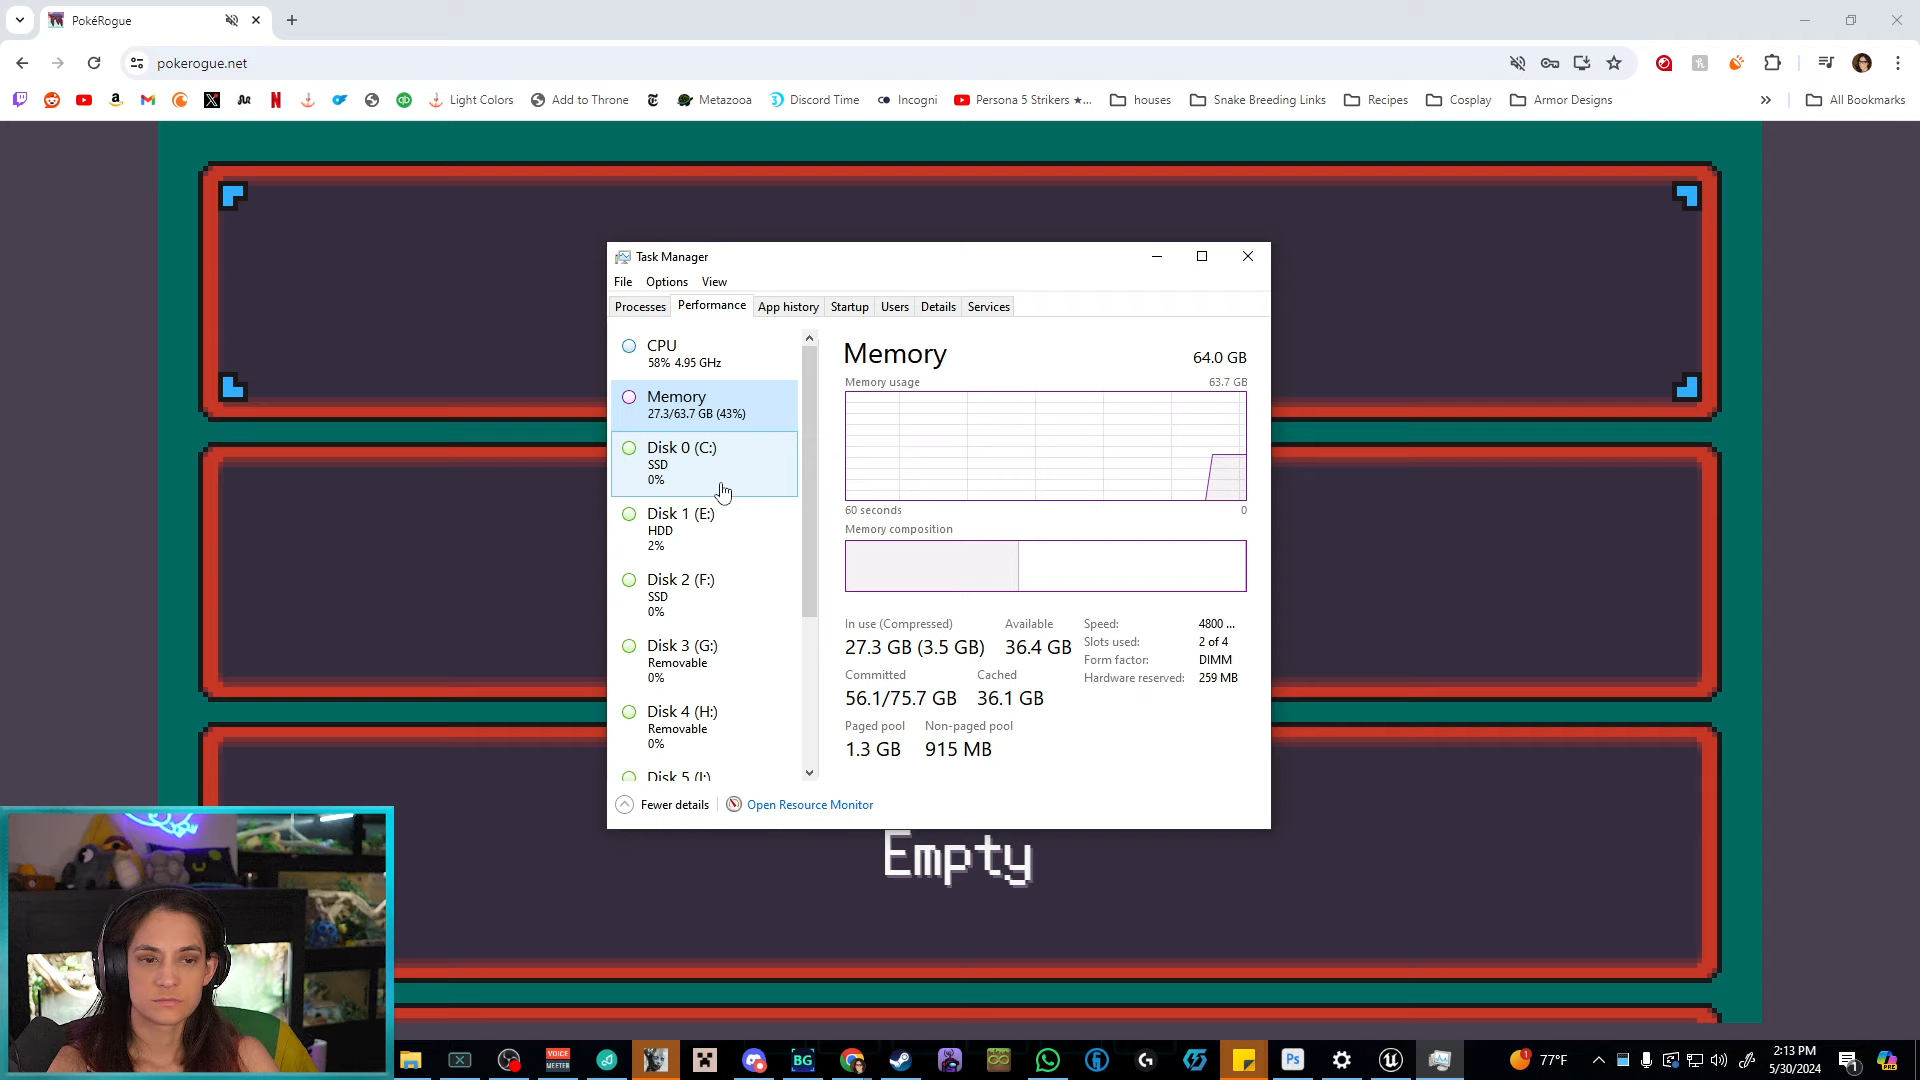 PokéRogue
pokerogue.net
Light Colors
Add to Throne
Metazooa
Discord Time
Incogni
Persona 5 Strikers ★...
houses
Snake Breeding Links
Recipes
Cosplay
Armor Designs
All Bookmarks
Task Manager
File Options View
Processes Performance App history Startup Users Details Services
CPU
58% 4.95 GHz
Memory
27.3/63.7 GB (43%)
Disk 0 (C:)
SSD
0%
Disk 1 (E:)
HDD
2%
Disk 2 (F:)
SSD
0%
Disk 3 (G:)
Removable
0%
Disk 4 (H:)
Removable
0%
Disk 5 (I:)
Memory 64.0 GB
Memory usage 63.7 GB
60 seconds 0
Memory composition
In use (Compressed) Available
27.3 GB (3.5 GB) 36.4 GB
Committed Cached
56.1/75.7 GB 36.1 GB
Paged pool Non-paged pool
1.3 GB 915 MB
Speed: 4800 ...
Slots used: 2 of 4
Form factor: DIMM
Hardware reserved: 259 MB
Fewer details Open Resource Monitor
Empty
VOICE
MEETER
BG
Ps
77°F
2:13 PM
5/30/2024
1